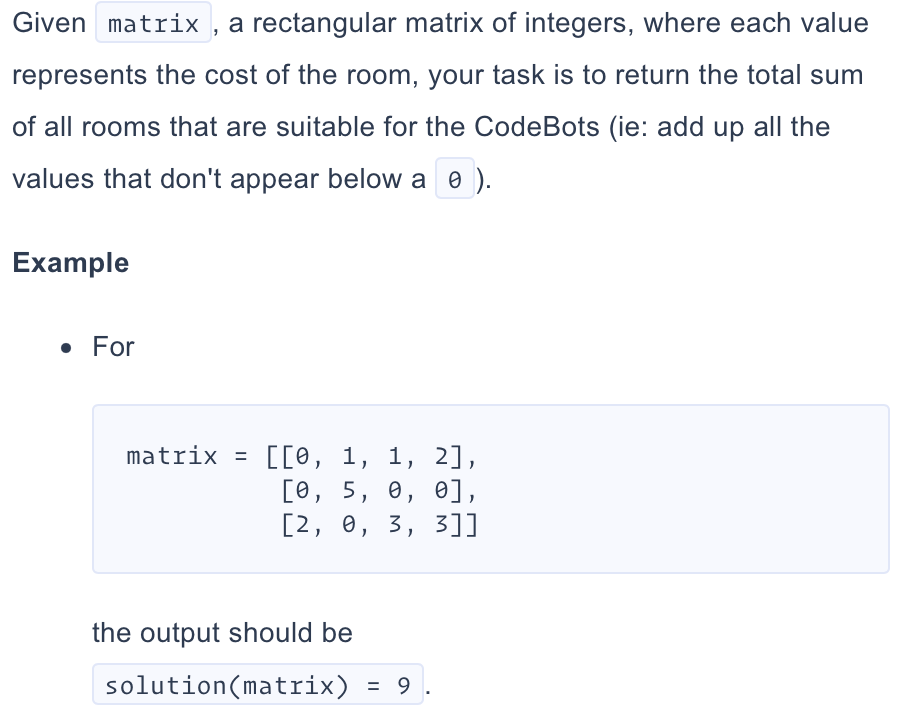 Given matrix, a rectangular matrix of integers, where each value
represents the cost of the room, your task is to return the total sum
of all rooms that are suitable for the CodeBots (ie: add up all the
values that don't appear below a 0).
Example
• For
matrix = [[0, 1, 1, 2],
[0, 5, 0, 0],
[2, 0, 3, 3]]
the output should be
solution(matrix) = 9.